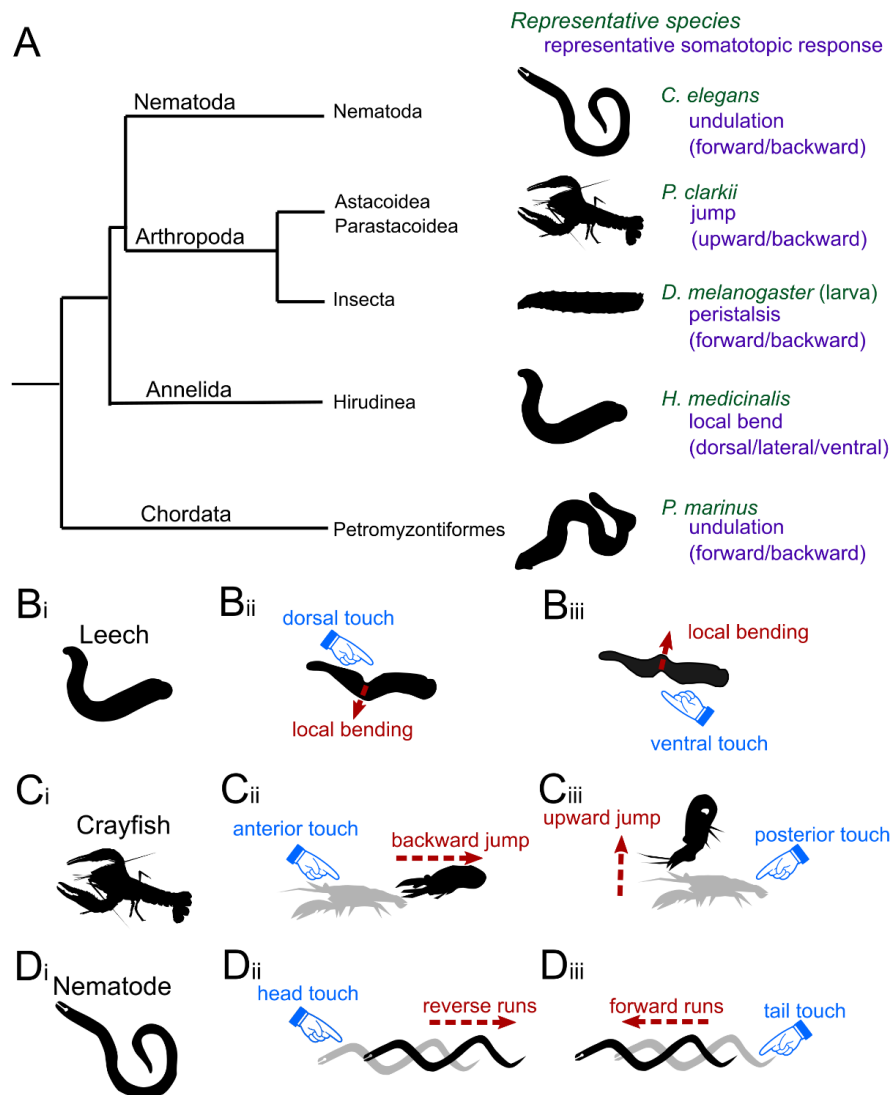 A
Representative species
representative somatotopic response
Nematoda
Nematoda
C. elegans
undulation
(forward/backward)
Arthropoda
Astacoidea
Parastacoidea
P. clarkii
jump
(upward/backward)
Insecta
D. melanogaster (larva)
peristalsis
(forward/backward)
Annelida
Hirudinea
H. medicinalis
local bend
(dorsal/lateral/ventral)
Chordata
Petromyzontiformes
P. marinus
undulation
(forward/backward)
Bi
Leech
Bii
dorsal touch
local bending
Biii
local bending
ventral touch
Ci
Crayfish
Cii
anterior touch
backward jump
Ciii
upward jump
posterior touch
Di
Nematode
Dii
head touch
reverse runs
Diii
forward runs
tail touch